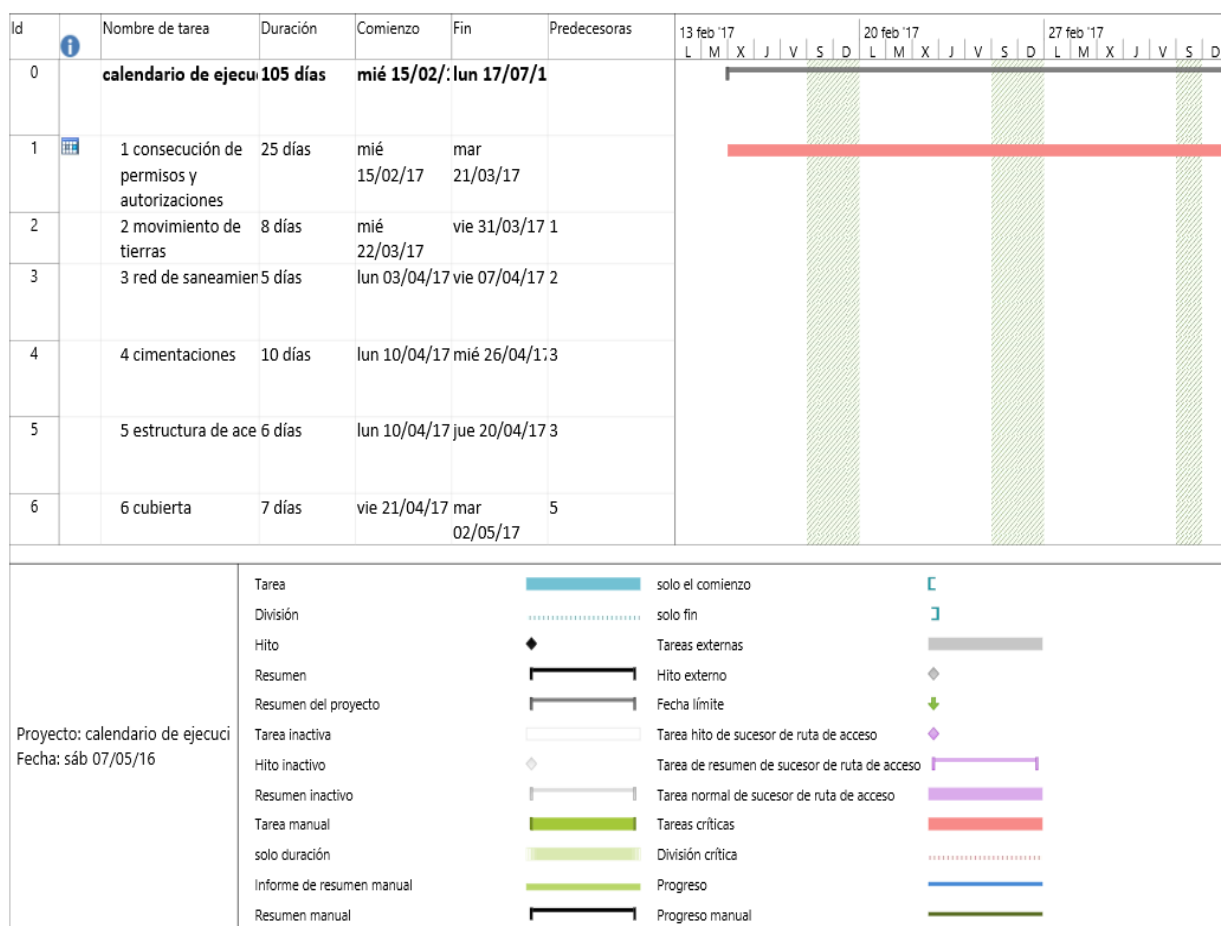 Id Nombre de tarea Duración Comienzo Fin Predecesoras
13 feb '17 20 feb '17 27 feb '17
L M X J V S D L M X J V S D L M X J V S D
0 calendario de ejecu 105 días mié 15/02/ lun 17/07/1
1 1 consecución de 25 días mié mar
permisos y 15/02/17 21/03/17
autorizaciones
2 2 movimiento de 8 días mié vie 31/03/17 1
tierras 22/03/17
3 3 red de saneamien 5 días lun 03/04/17 vie 07/04/17 2
4 4 cimentaciones 10 días lun 10/04/17 mié 26/04/17 3
5 5 estructura de ace 6 días lun 10/04/17 jue 20/04/17 3
6 6 cubierta 7 días vie 21/04/17 mar 5
02/05/17
Proyecto: calendario de ejecuci
Fecha: sáb 07/05/16
Tarea
División
Hito
Resumen
Resumen del proyecto
Tarea inactiva
Hito inactivo
Resumen inactivo
Tarea manual
solo duración
Informe de resumen manual
Resumen manual
solo el comienzo
solo fin
Tareas externas
Hito externo
Fecha límite
Tarea hito de sucesor de ruta de acceso
Tarea de resumen de sucesor de ruta de acceso
Tarea normal de sucesor de ruta de acceso
Tareas críticas
División crítica
Progreso
Progreso manual